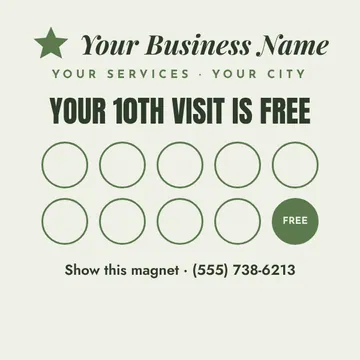 Your Business Name
YOUR SERVICES · YOUR CITY
YOUR 10TH VISIT IS FREE
FREE
Show this magnet · (555) 738-6213